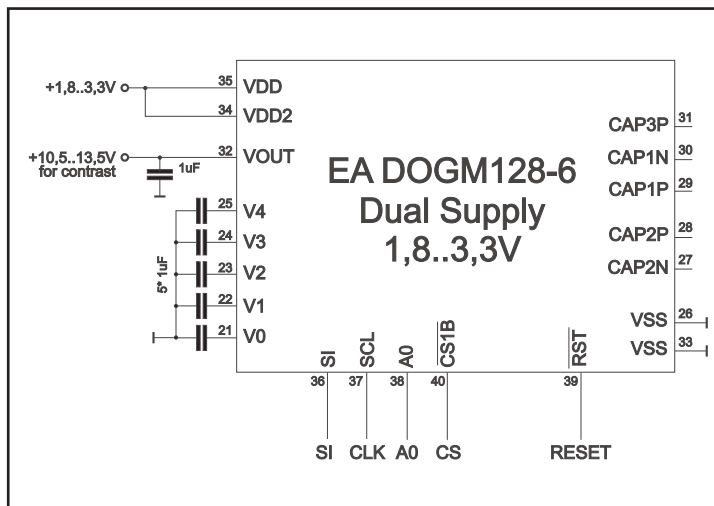 +1,8..3,3V
35 VDD
34 VDD2
+10,5..13,5V
for contrast
32 VOUT
1uF
25 V4
24 V3
23 V2
22 V1
21 V0
5* 1uF
EA DOGM128-6
Dual Supply
1,8..3,3V
CAP3P 31
CAP1N 30
CAP1P 29
CAP2P 28
CAP2N 27
VSS 26
VSS 33
SI SCL A0 CS1B RST
36 37 38 40 39
SI CLK A0 CS RESET